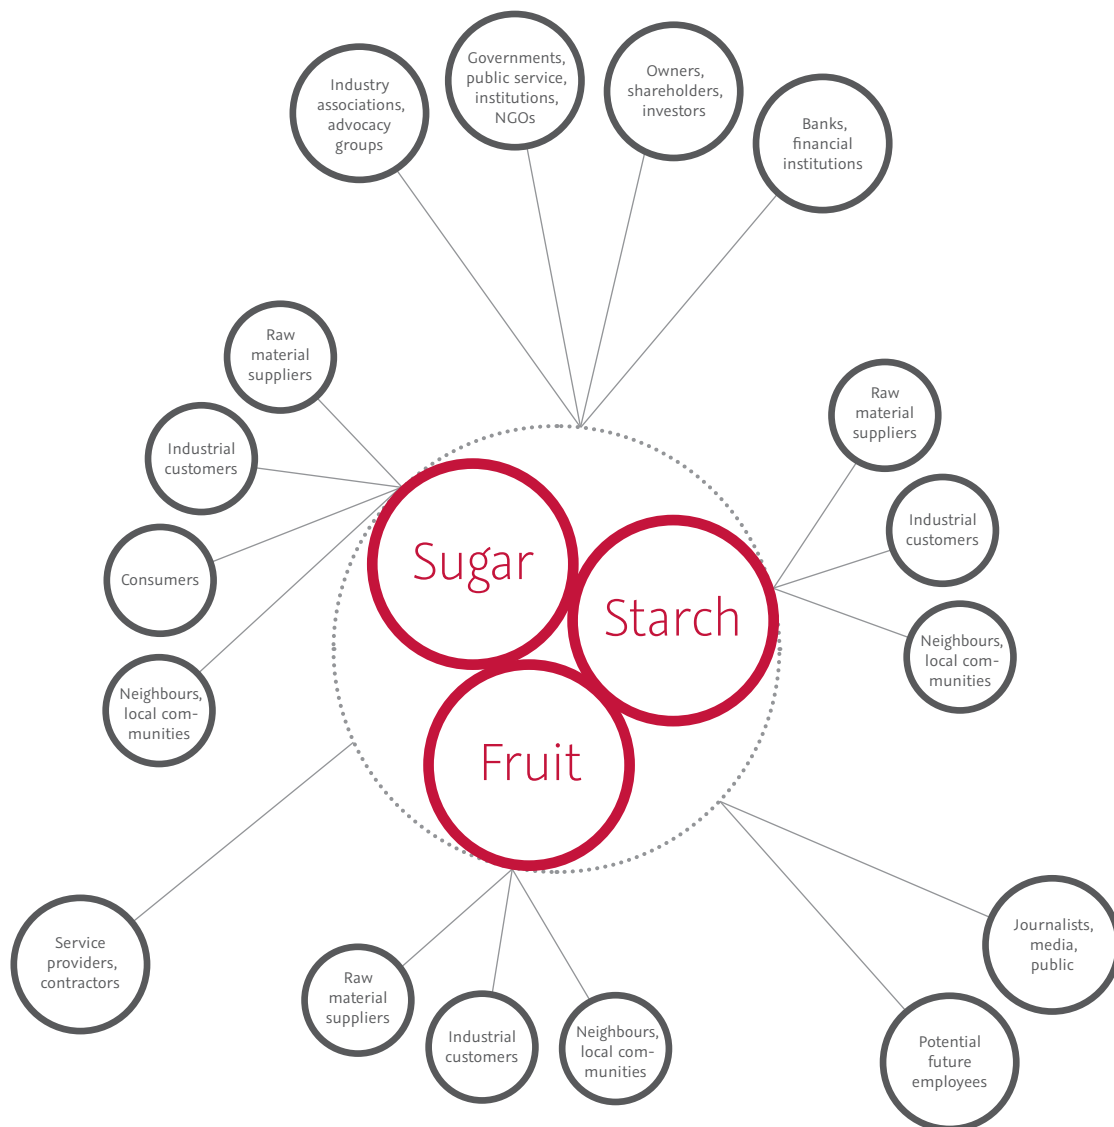 Industry
associations,
advocacy
groups
Governments,
public service,
institutions,
NGOs
Owners,
shareholders,
investors
Banks,
financial
institutions
Raw
material
suppliers
Industrial
customers
Consumers
Neighbours,
local com-
munities
Raw
material
suppliers
Industrial
customers
Neighbours,
local com-
munities
Sugar
Starch
Fruit
Service
providers,
contractors
Raw
material
suppliers
Industrial
customers
Neighbours,
local com-
munities
Journalists,
media,
public
Potential
future
employees